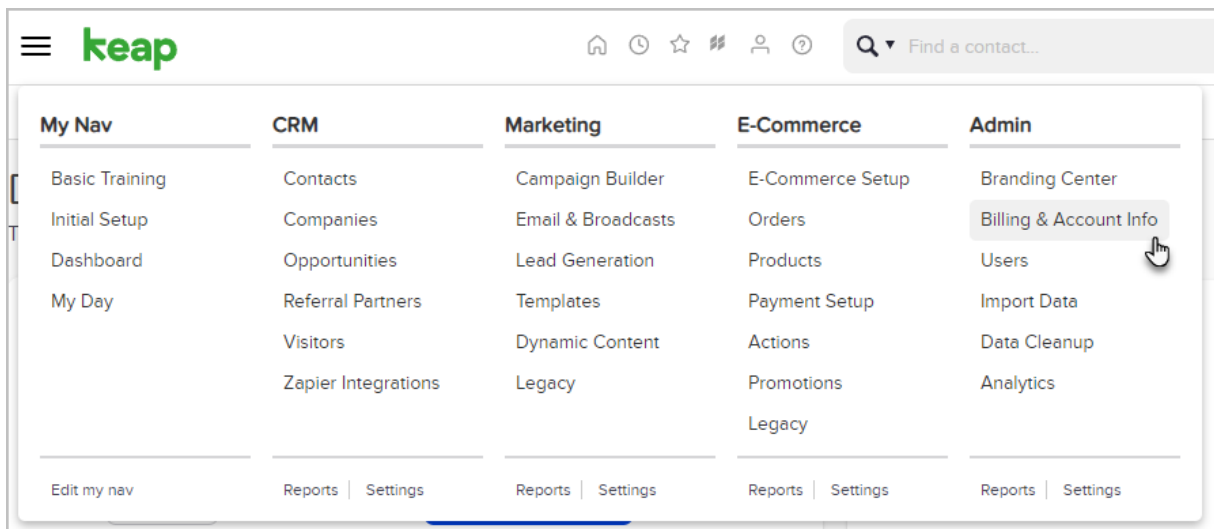 keap
Find a contact...
My Nav
Basic Training
Initial Setup
Dashboard
My Day
Edit my nav
CRM
Contacts
Companies
Opportunities
Referral Partners
Visitors
Zapier Integrations
Reports | Settings
Marketing
Campaign Builder
Email & Broadcasts
Lead Generation
Templates
Dynamic Content
Legacy
Reports | Settings
E-Commerce
E-Commerce Setup
Orders
Products
Payment Setup
Actions
Promotions
Legacy
Reports | Settings
Admin
Branding Center
Billing & Account Info
Users
Import Data
Data Cleanup
Analytics
Reports | Settings